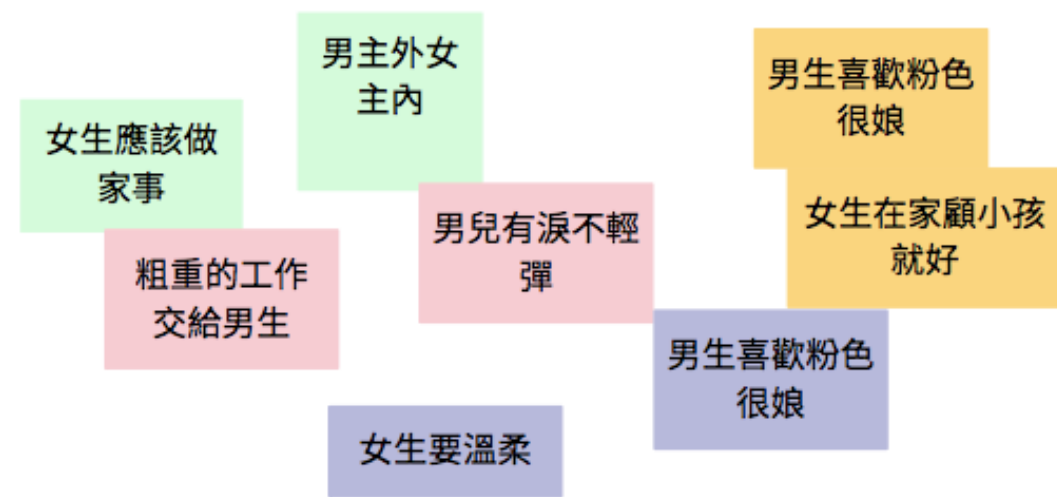 男主外女
主內
男生喜歡粉色
很娘
女生應該做
家事
男兒有淚不輕
彈
女生在家顧小孩
就好
粗重的工作
交給男生
男生喜歡粉色
很娘
女生要溫柔